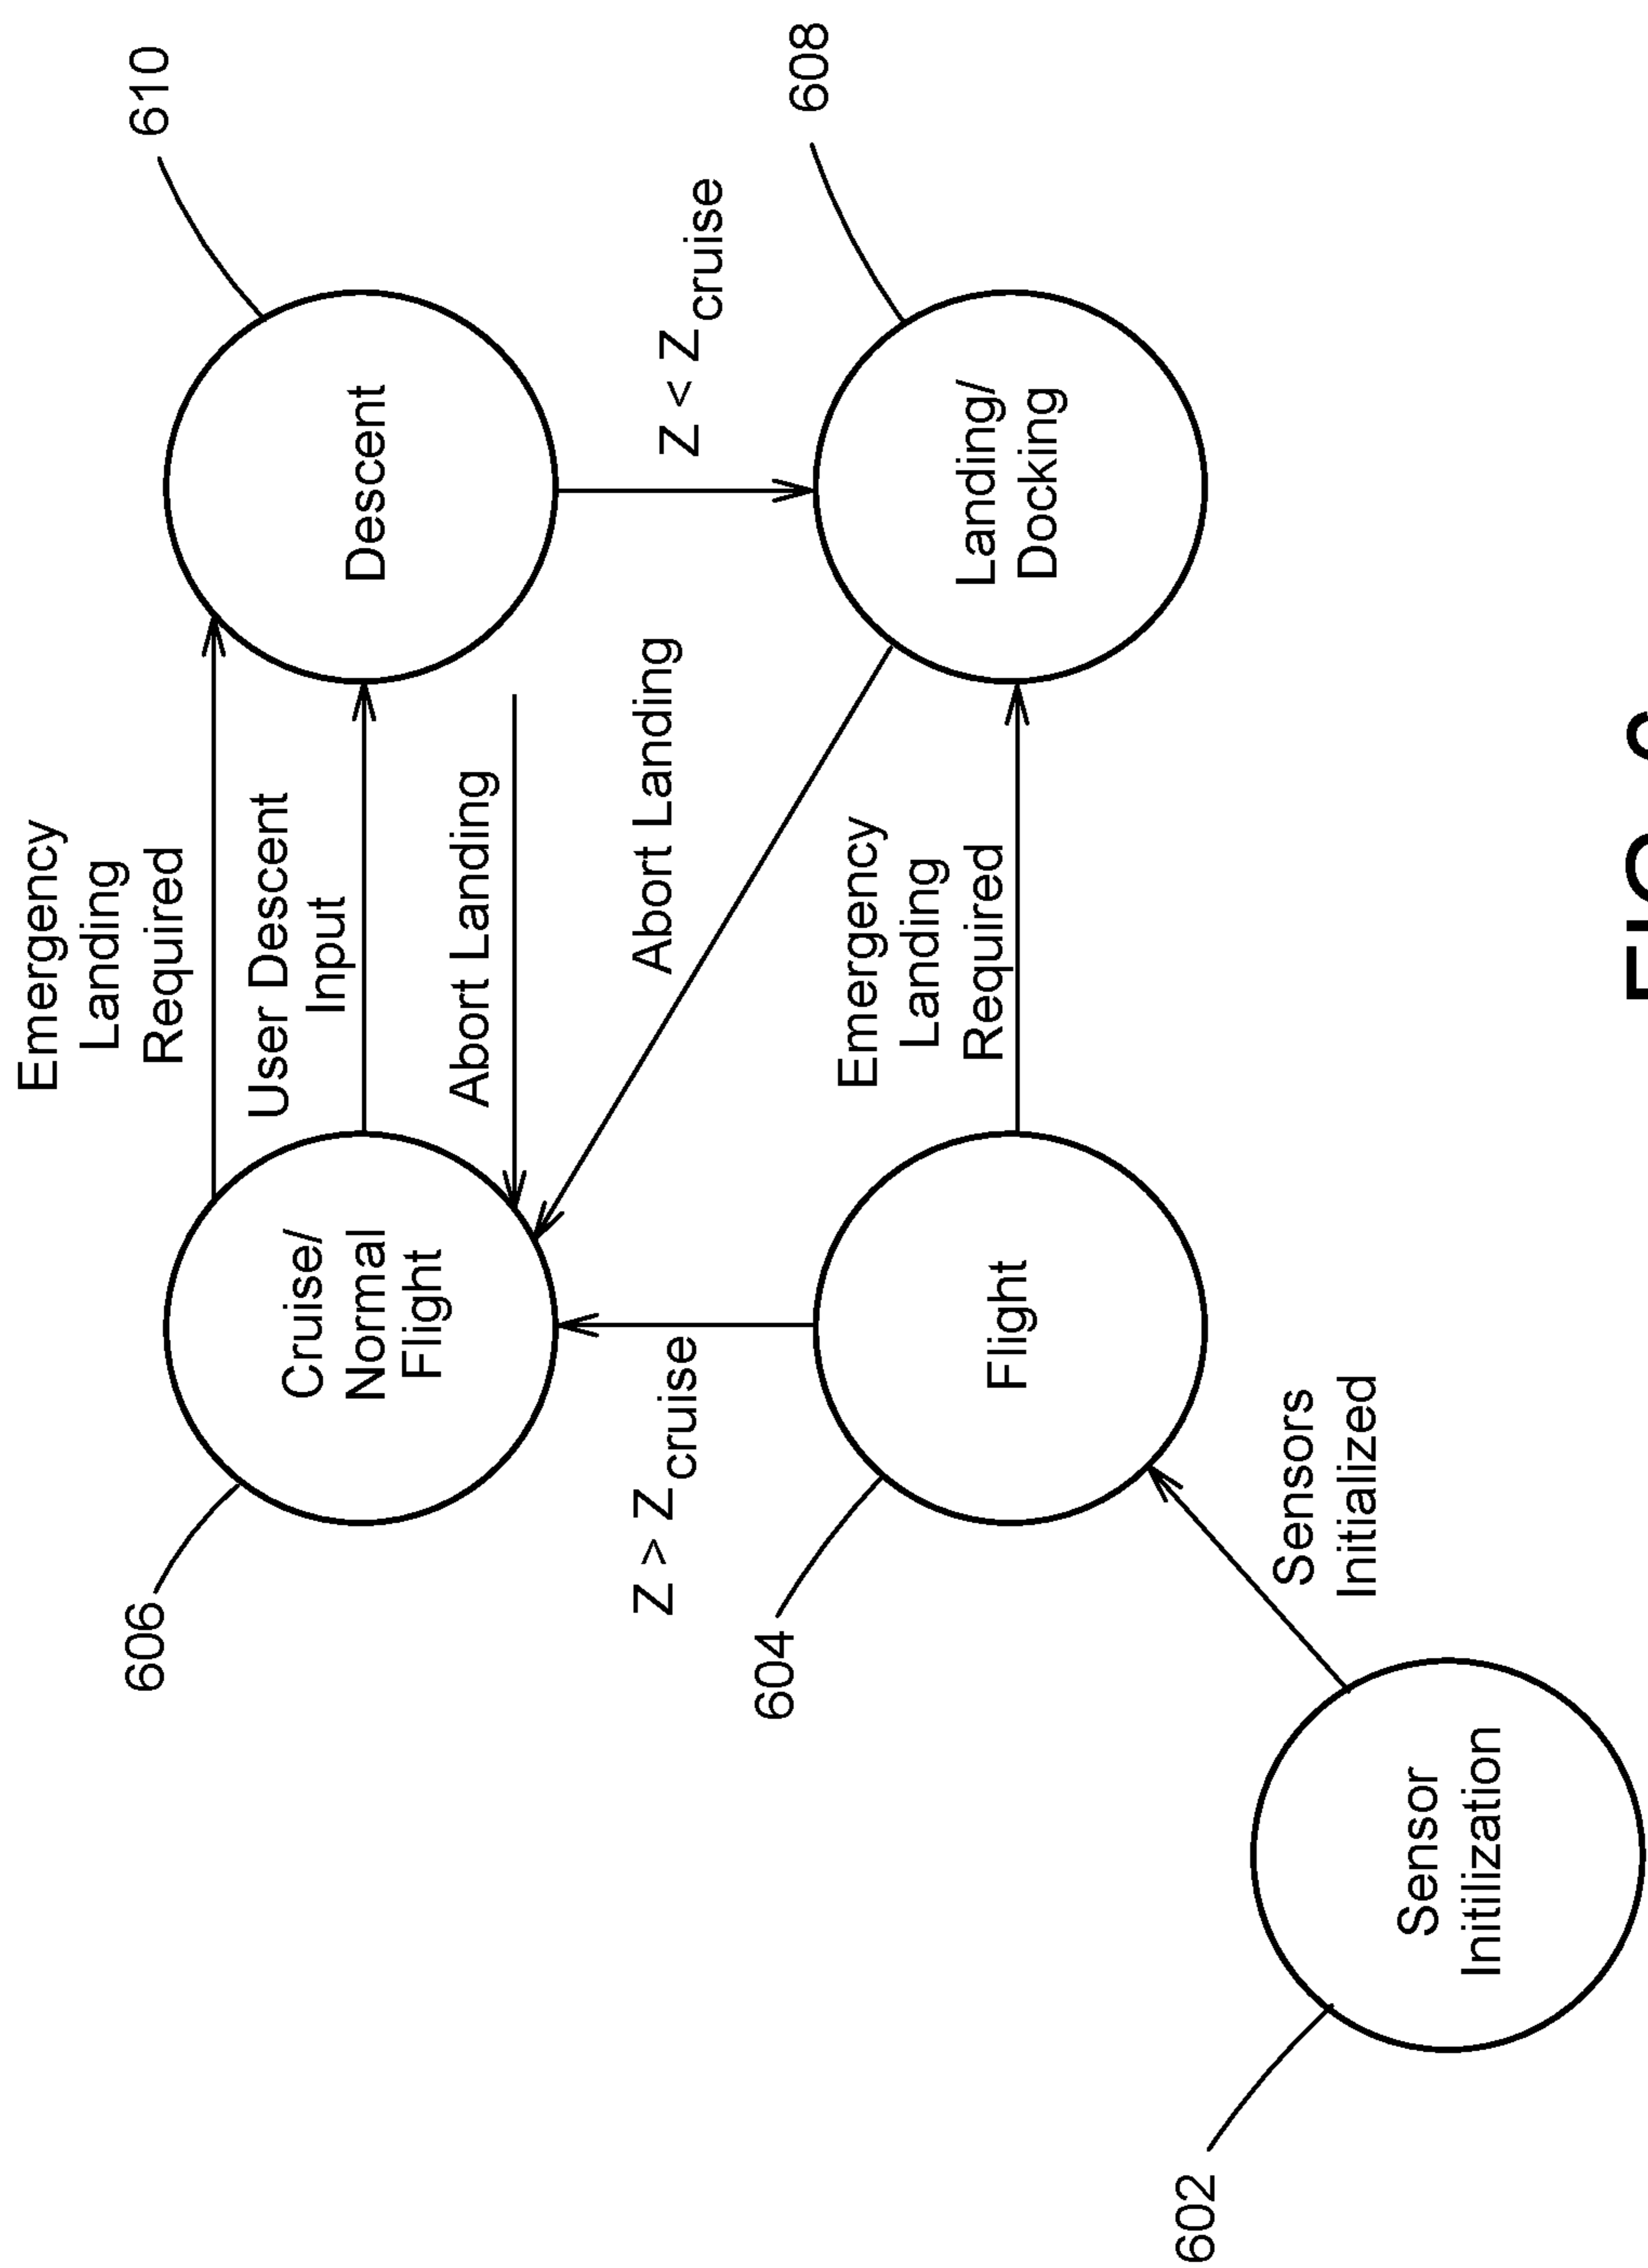 Emergency
Landing
Required
606
610
User Descent
Input
Cruise/
Normal
Flight
Descent
Abort Landing
Z > Zcruise
Abort Landing
Z < Zcruise
604
608
Emergency
Landing
Required
Flight
Landing/
Docking
Sensors
Initialized
602
Sensor
Initilization